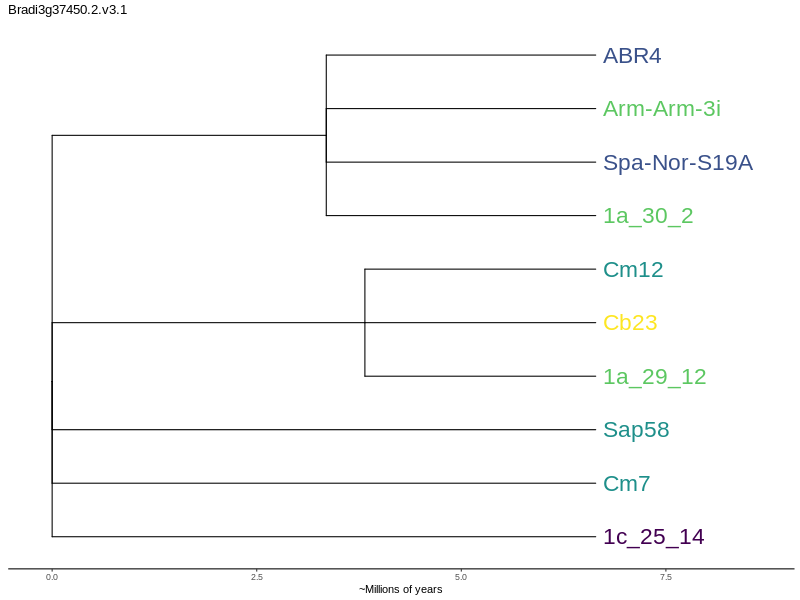 Bradi3g37450.2.v3.1
ABR4
Arm-Arm-3i
Spa-Nor-S19A
1a_30_2
Cm12
Cb23
1a_29_12
Sap58
Cm7
1c_25_14
0.0 2.5 5.0 7.5
~Millions of years